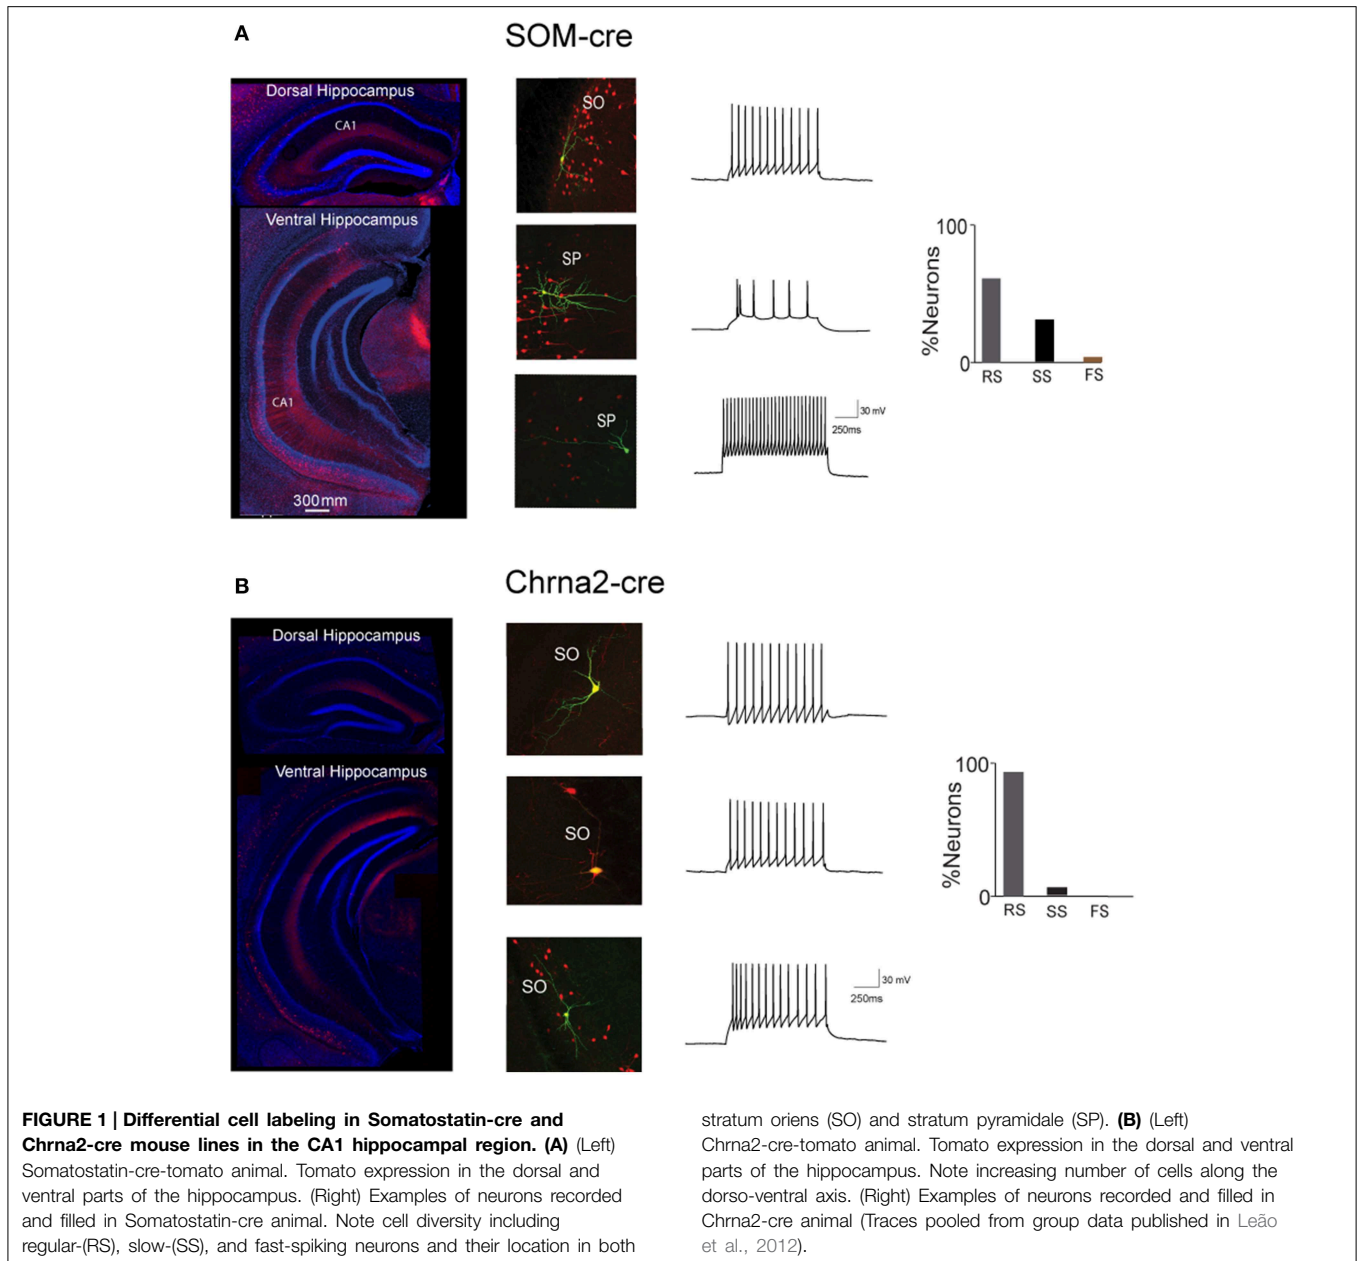 A
SOM-cre
Dorsal Hippocampus
CA1
Ventral Hippocampus
CA1
300mm
SO
SP
SP
30 mV
250ms
100
%Neurons
0
RS SS FS
B
Chrna2-cre
Dorsal Hippocampus
Ventral Hippocampus
SO
SO
SO
30 mV
250ms
100
%Neurons
0
RS SS FS
FIGURE 1 | Differential cell labeling in Somatostatin-cre and
Chrna2-cre mouse lines in the CA1 hippocampal region. (A) (Left)
Somatostatin-cre-tomato animal. Tomato expression in the dorsal and
ventral parts of the hippocampus. (Right) Examples of neurons recorded
and filled in Somatostatin-cre animal. Note cell diversity including
regular-(RS), slow-(SS), and fast-spiking neurons and their location in both
stratum oriens (SO) and stratum pyramidale (SP). (B) (Left)
Chrna2-cre-tomato animal. Tomato expression in the dorsal and ventral
parts of the hippocampus. Note increasing number of cells along the
dorso-ventral axis. (Right) Examples of neurons recorded and filled in
Chrna2-cre animal (Traces pooled from group data published in Leão
et al., 2012).